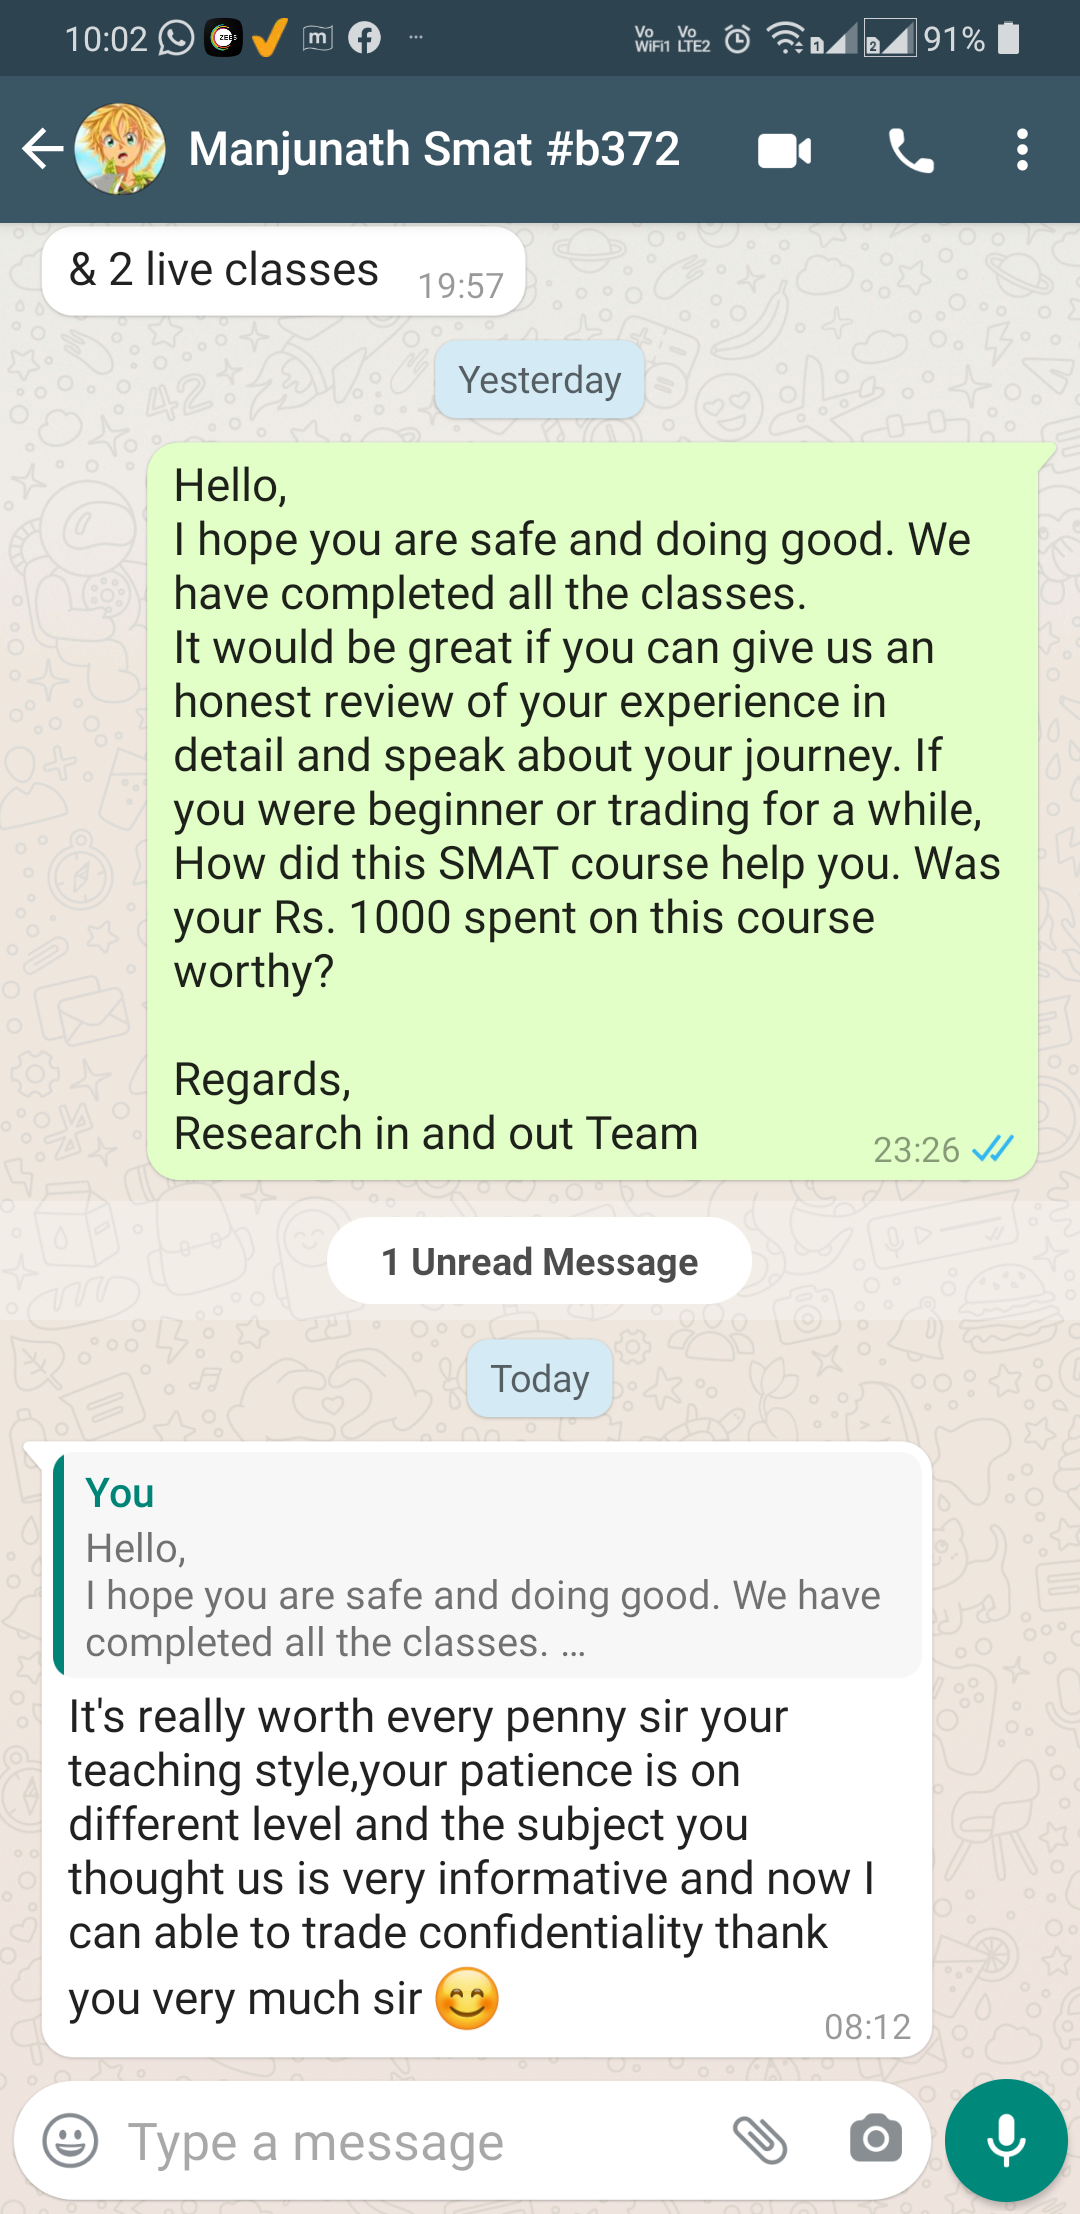 10:02 ZEE5 m ... Vo WiFi1 Vo LTE2 1 2 91%
Manjunath Smat #b372
& 2 live classes 19:57
Yesterday
Hello,
I hope you are safe and doing good. We
have completed all the classes.
It would be great if you can give us an
honest review of your experience in
detail and speak about your journey. If
you were beginner or trading for a while,
How did this SMAT course help you. Was
your Rs. 1000 spent on this course
worthy?
Regards,
Research in and out Team
23:26
1 Unread Message
Today
You
Hello,
I hope you are safe and doing good. We have
completed all the classes. ...
It's really worth every penny sir your
teaching style,your patience is on
different level and the subject you
thought us is very informative and now I
can able to trade confidentiality thank
you very much sir 😊
08:12
Type a message